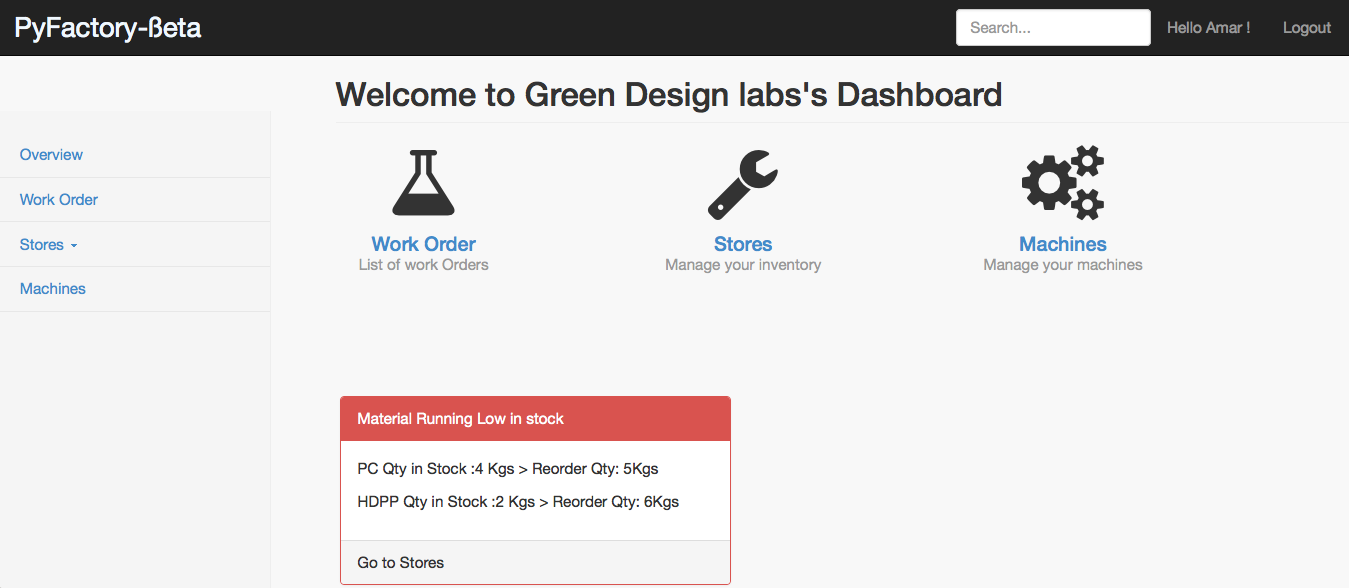 PyFactory-ßeta
Search...
Hello Amar !
Logout
Welcome to Green Design labs's Dashboard
Overview
Work Order
Stores
Machines
Work Order
List of work Orders
Stores
Manage your inventory
Machines
Manage your machines
Material Running Low in stock
PC Qty in Stock :4 Kgs > Reorder Qty: 5Kgs
HDPP Qty in Stock :2 Kgs > Reorder Qty: 6Kgs
Go to Stores